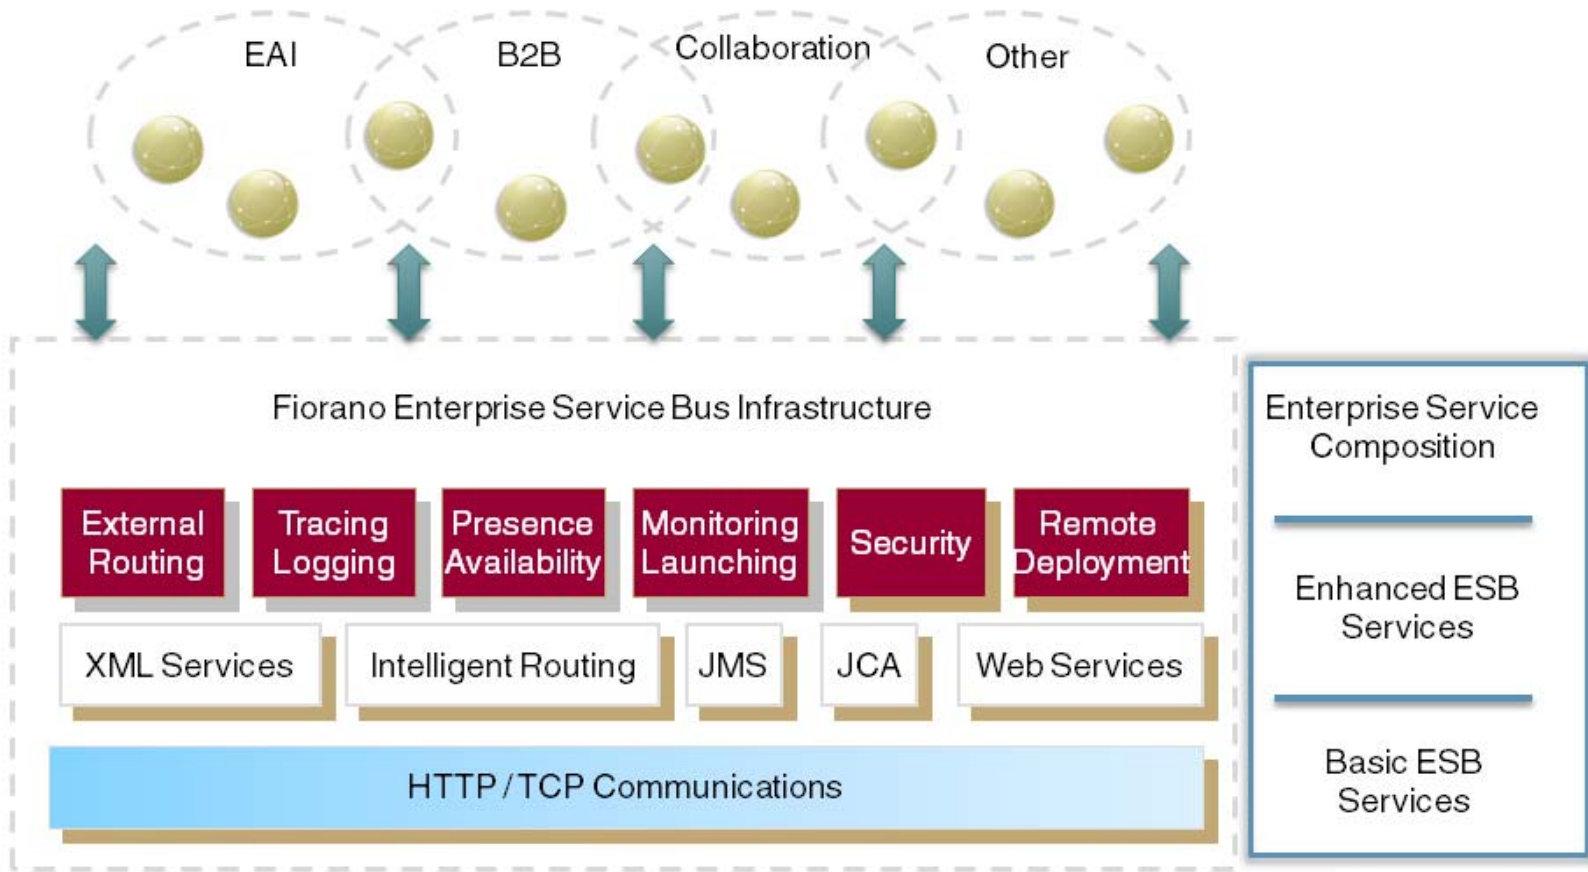 EAI
B2B
Collaboration
Other
Fiorano Enterprise Service Bus Infrastructure
External
Routing
Tracing
Logging
Presence
Availability
Monitoring
Launching
Security
Remote
Deployment
XML Services
Intelligent Routing
JMS
JCA
Web Services
HTTP / TCP Communications
Enterprise Service
Composition
Enhanced ESB
Services
Basic ESB
Services